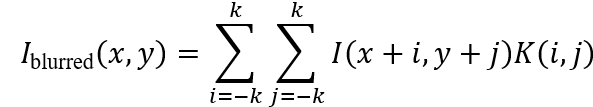 I_blurred(x, y) = ∑_{i=−k}^{k} ∑_{j=−k}^{k} I(x + i, y + j)K(i, j)